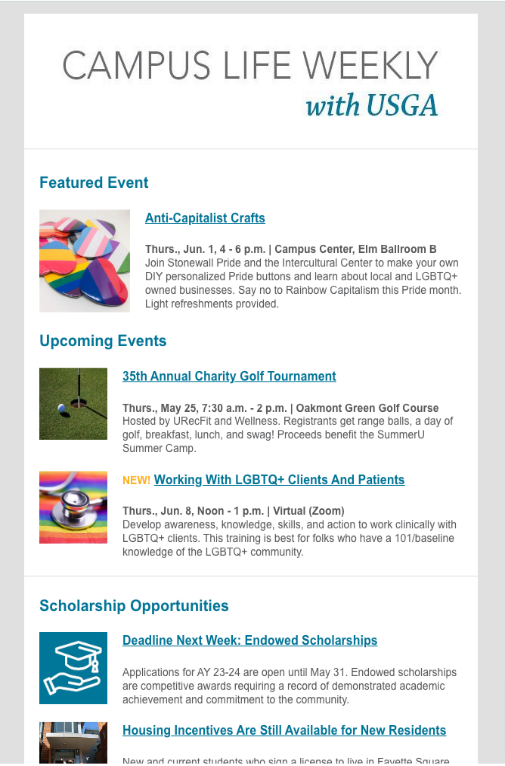 CAMPUS LIFE WEEKLY
with USGA
Featured Event
Anti-Capitalist Crafts
Thurs., Jun. 1, 4 - 6 p.m. | Campus Center, Elm Ballroom B
Join Stonewall Pride and the Intercultural Center to make your own
DIY personalized Pride buttons and learn about local and LGBTQ+
owned businesses. Say no to Rainbow Capitalism this Pride month.
Light refreshments provided.
Upcoming Events
35th Annual Charity Golf Tournament
Thurs., May 25, 7:30 a.m. - 2 p.m. | Oakmont Green Golf Course
Hosted by URecFit and Wellness. Registrants get range balls, a day of
golf, breakfast, lunch, and swag! Proceeds benefit the SummerU
Summer Camp.
NEW! Working With LGBTQ+ Clients And Patients
Thurs., Jun. 8, Noon - 1 p.m. | Virtual (Zoom)
Develop awareness, knowledge, skills, and action to work clinically with
LGBTQ+ clients. This training is best for folks who have a 101/baseline
knowledge of the LGBTQ+ community.
Scholarship Opportunities
Deadline Next Week: Endowed Scholarships
Applications for AY 23-24 are open until May 31. Endowed scholarships
are competitive awards requiring a record of demonstrated academic
achievement and commitment to the community.
Housing Incentives Are Still Available for New Residents
New and current students who sign a license to live in Fayette Square